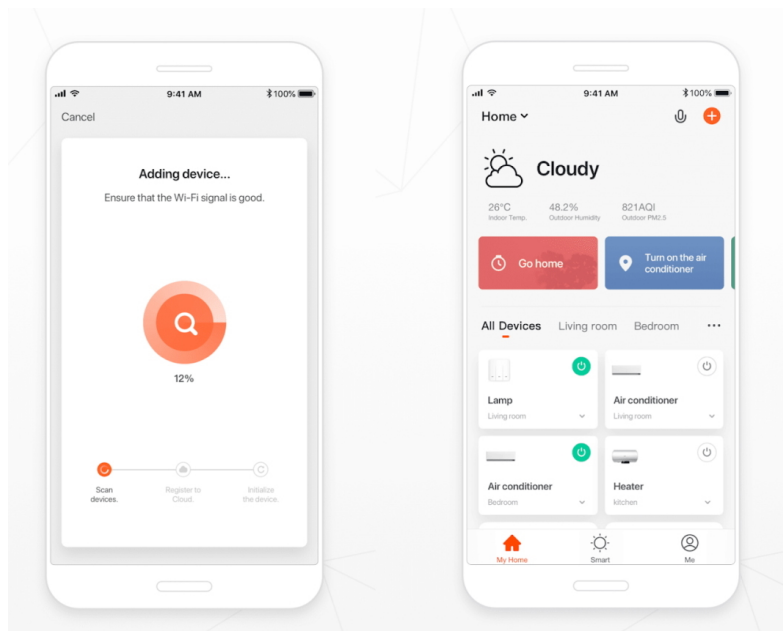 9:41 AM
100%
Cancel
Adding device...
Ensure that the Wi-Fi signal is good.
12%
Scan
devices.
Register to
Cloud.
Initialize
the device.
9:41 AM
100%
Home
Cloudy
26°C
48.2%
821AQI
Indoor Temp.
Outdoor Humidity
Outdoor PM2.5
Go home
Turn on the air
conditioner
All Devices
Living room
Bedroom
Lamp
Living room
Air conditioner
Living room
Air conditioner
Bedroom
Heater
kitchen
My Home
Smart
Me